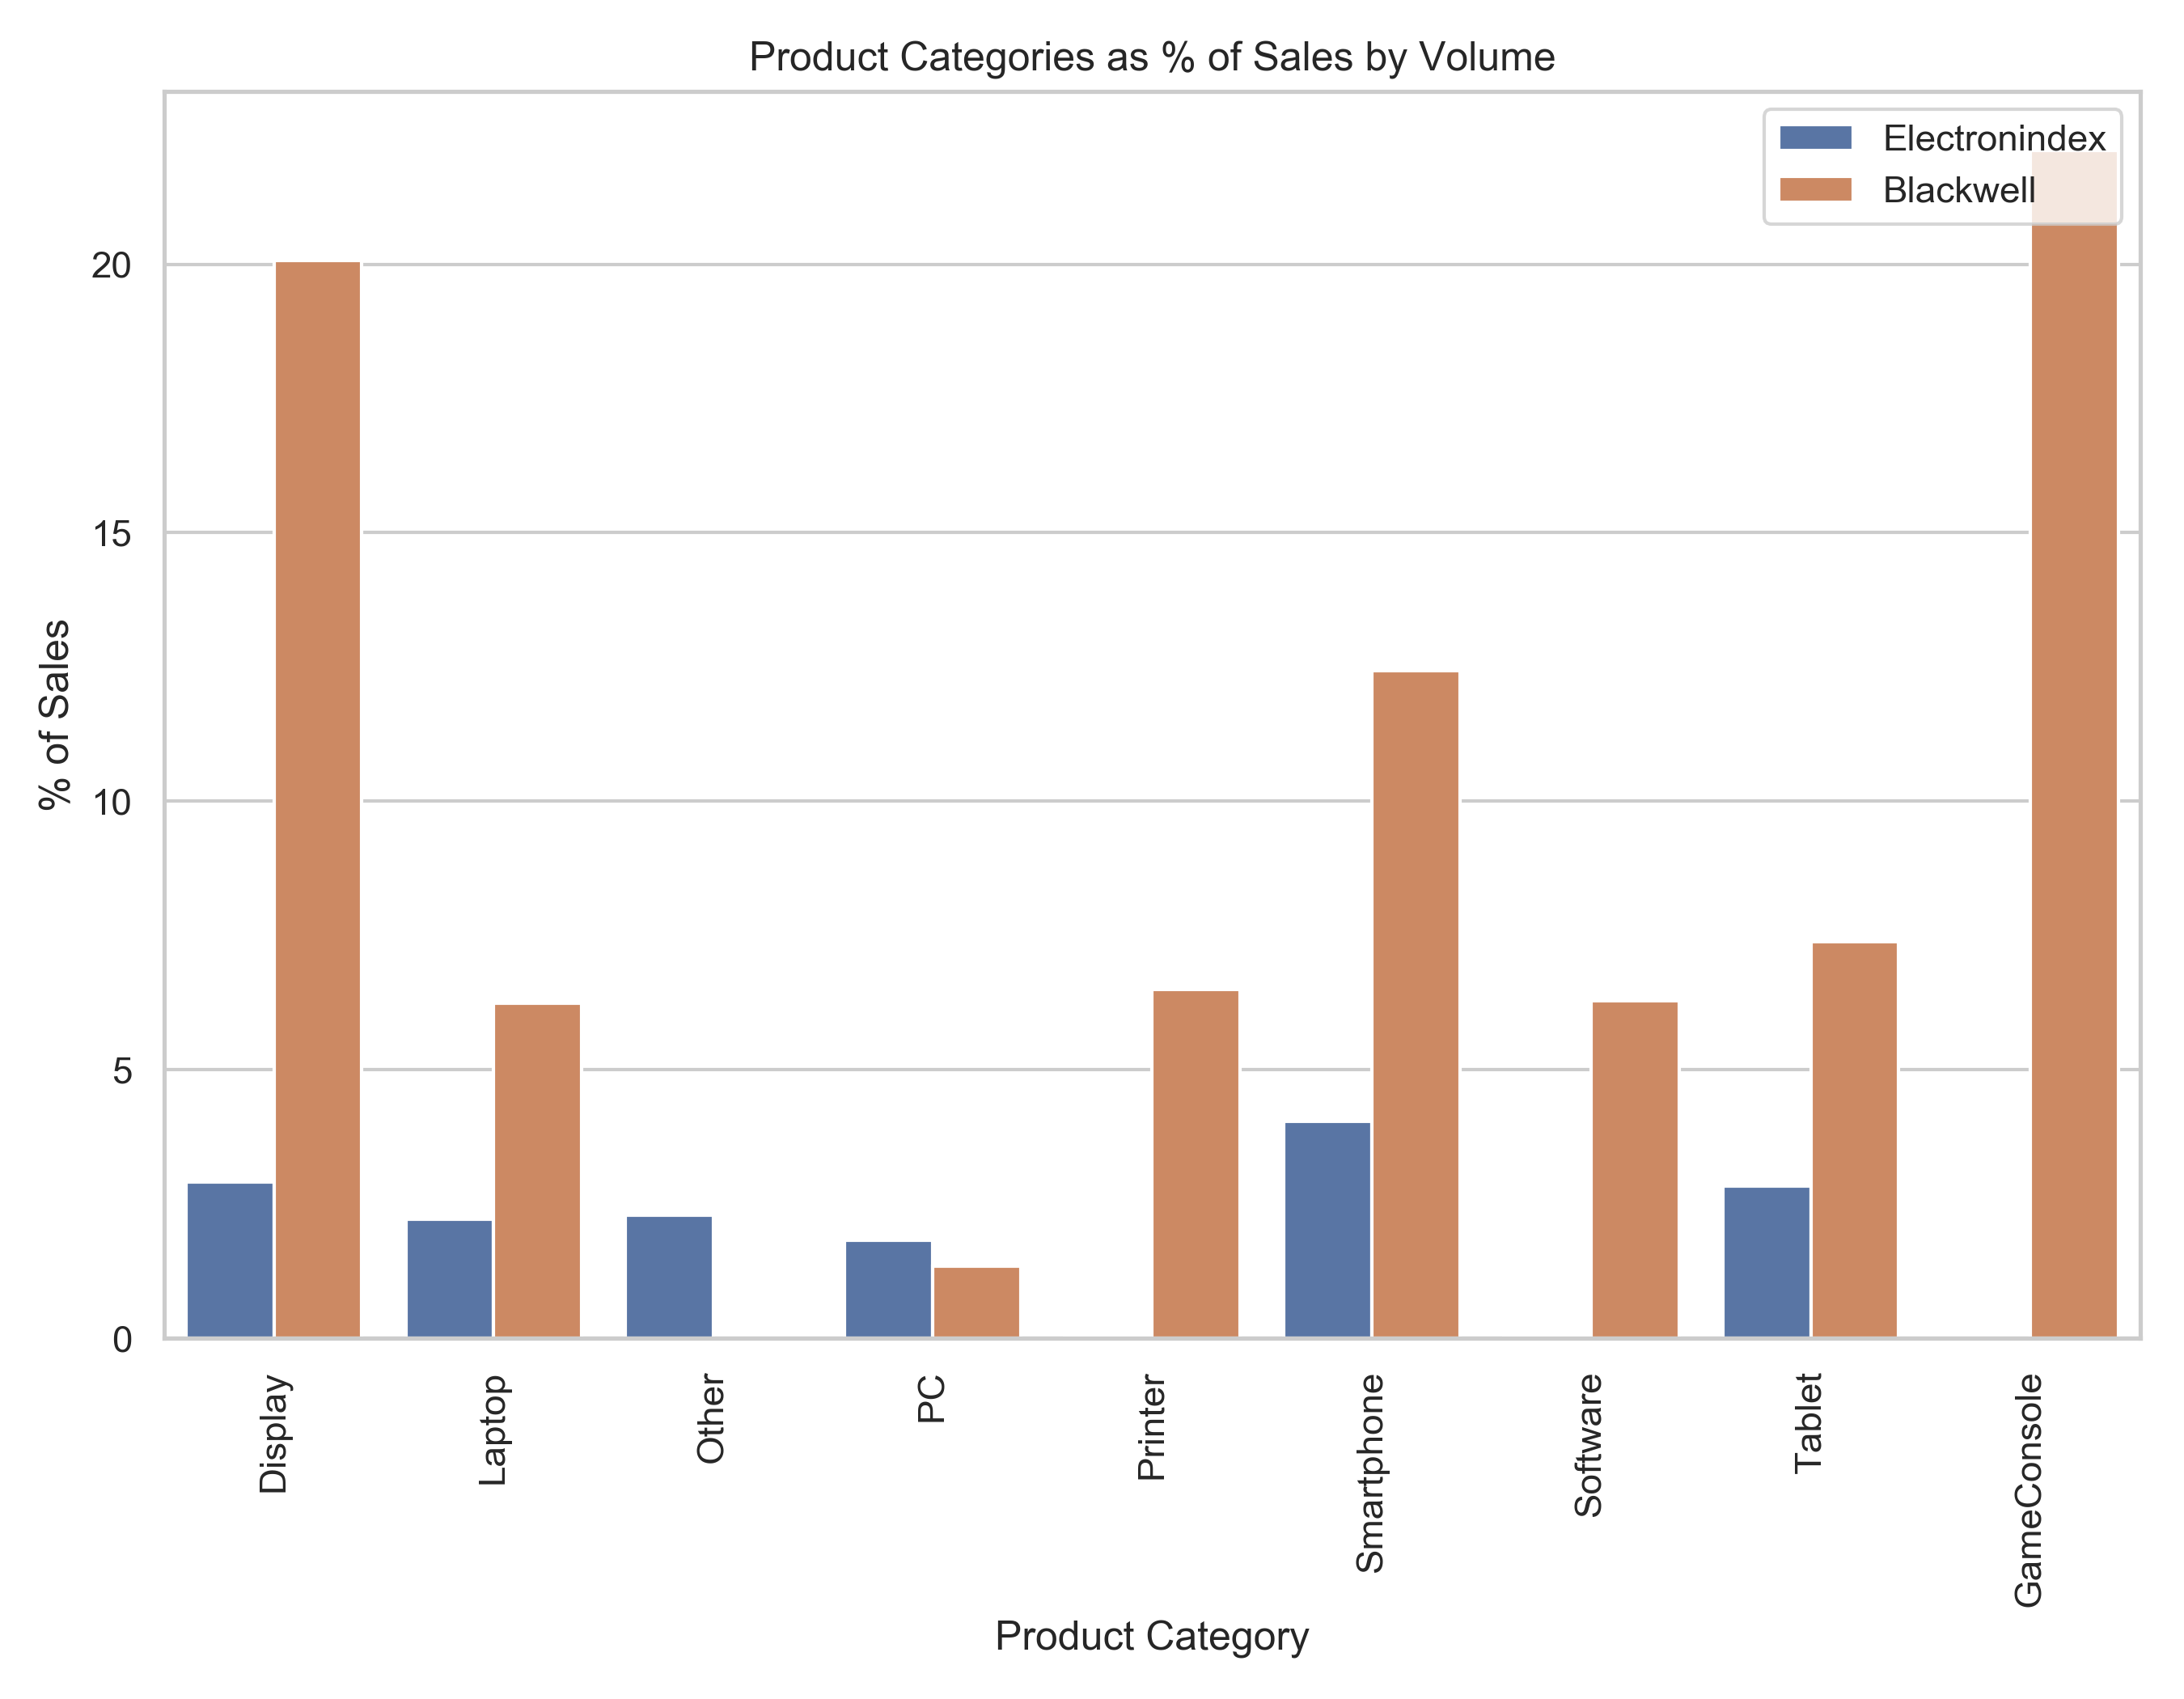 Product Categories as % of Sales by Volume
Electronindex
Blackwell
% of Sales
20
15
10
5
0
Display
Laptop
Other
PC
Printer
Smartphone
Software
Tablet
GameConsole
Product Category